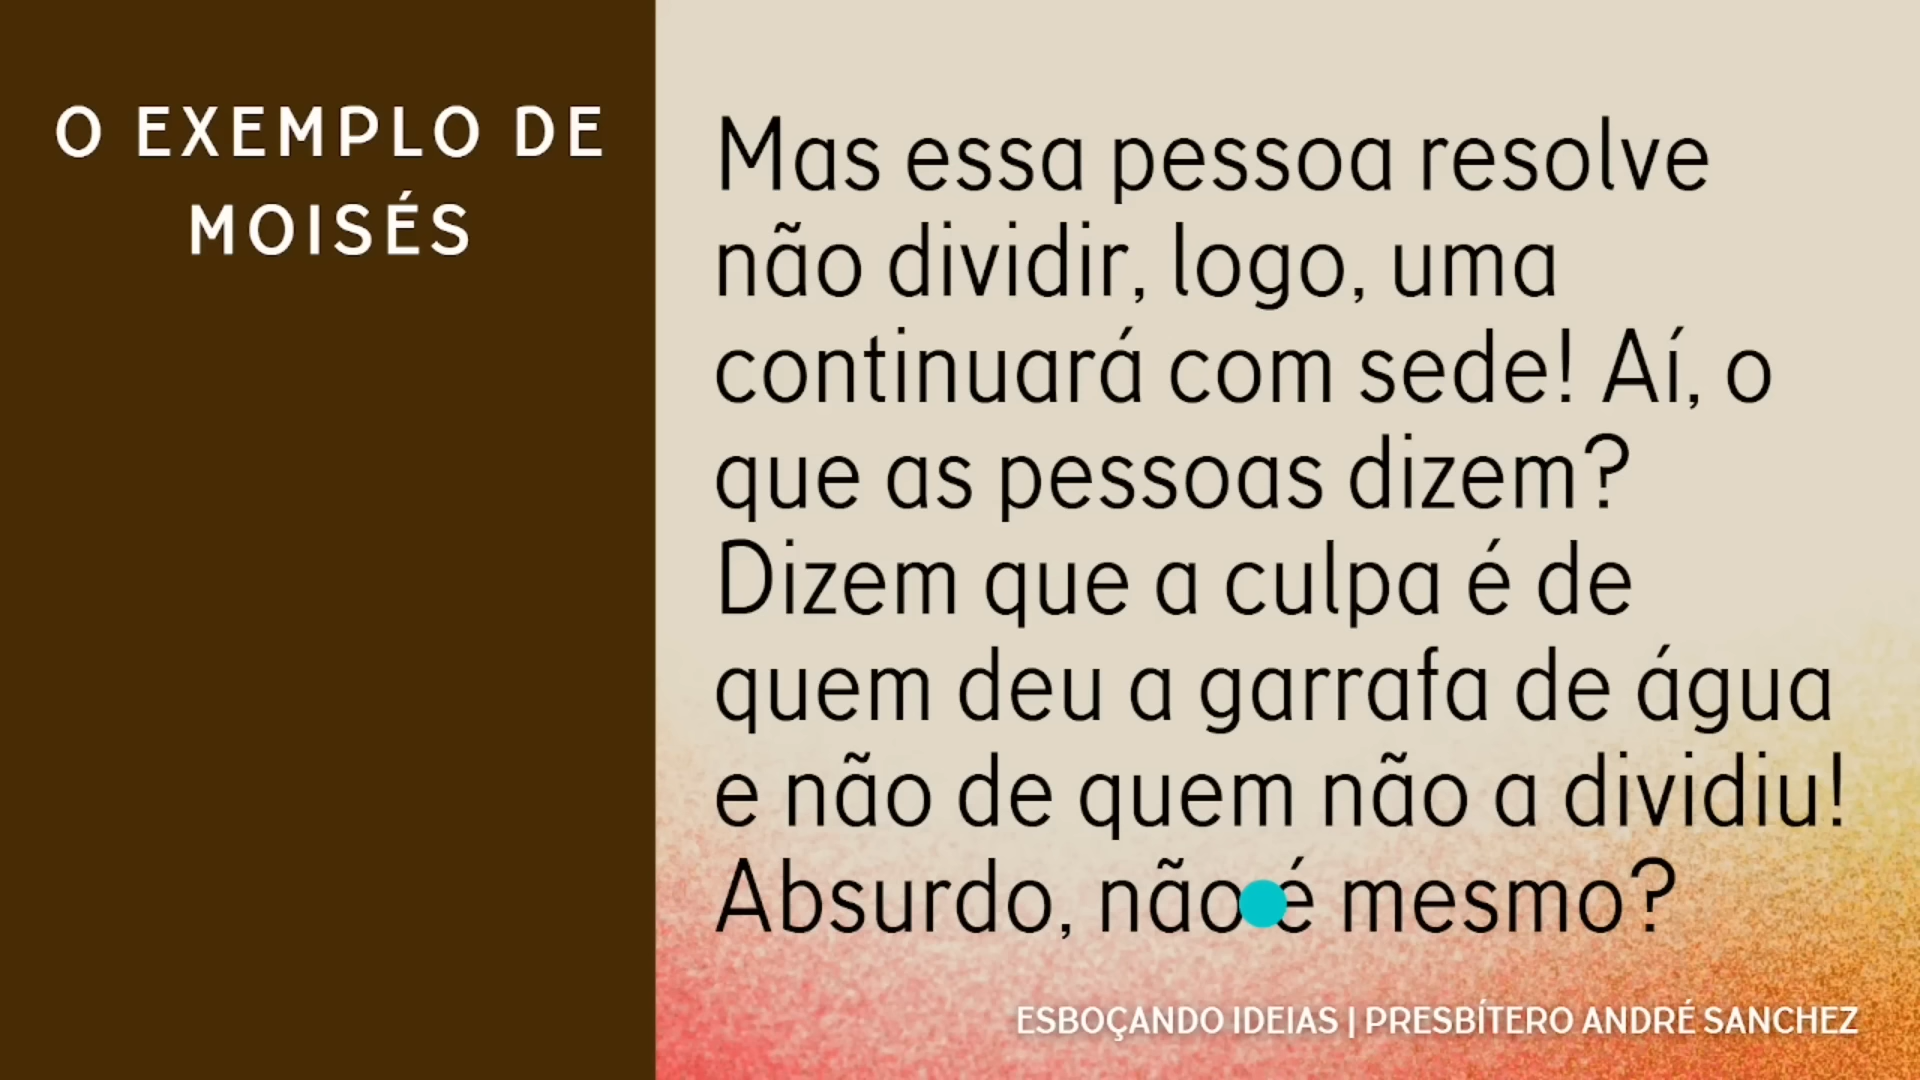 O EXEMPLO DE
MOISÉS
Mas essa pessoa resolve
não dividir, logo, uma
continuará com sede! Aí, o
que as pessoas dizem?
Dizem que a culpa é de
quem deu a garrafa de água
e não de quem não a dividiu!
Absurdo, não é mesmo?
ESBOÇANDO IDEIAS | PRESBÍTERO ANDRÉ SANCHEZ